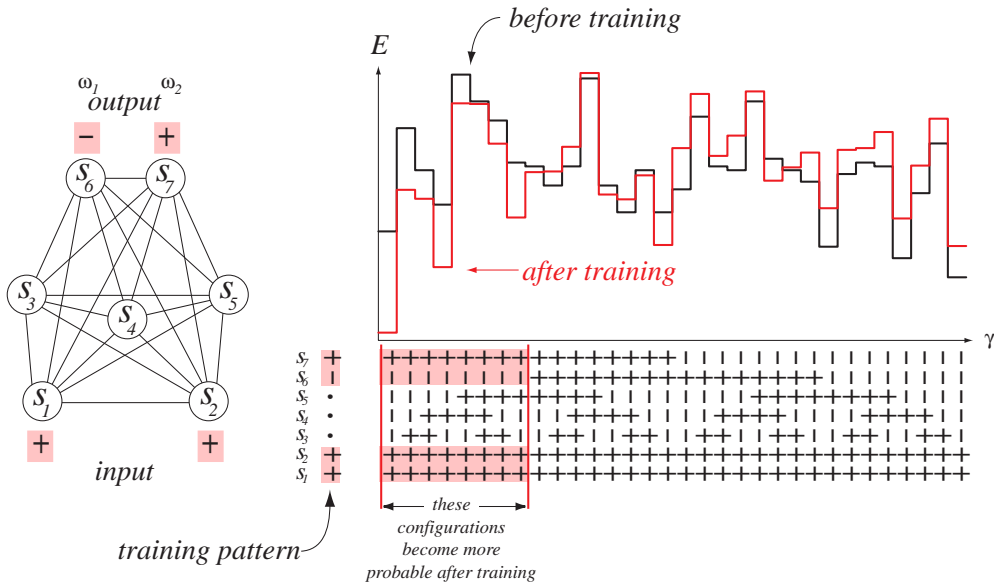 before training
E
ω1 ω2
output
− +
S6 S7
S3 S5
S4
S1 S2
+ +
input
after training
γ
S7 +
S6 −
S5 •
S4 •
S3 •
S2 +
S1 +
training pattern
these
configurations
become more
probable after training